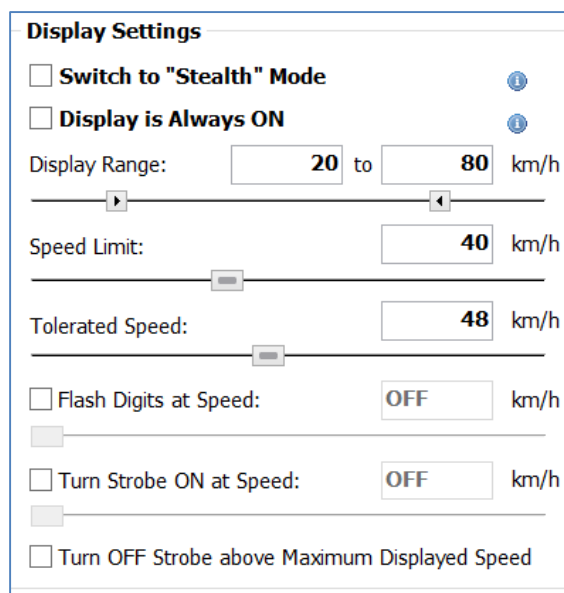 Display Settings
Switch to "Stealth" Mode
Display is Always ON
Display Range: 20 to 80 km/h
Speed Limit: 40 km/h
Tolerated Speed: 48 km/h
Flash Digits at Speed: OFF km/h
Turn Strobe ON at Speed: OFF km/h
Turn OFF Strobe above Maximum Displayed Speed